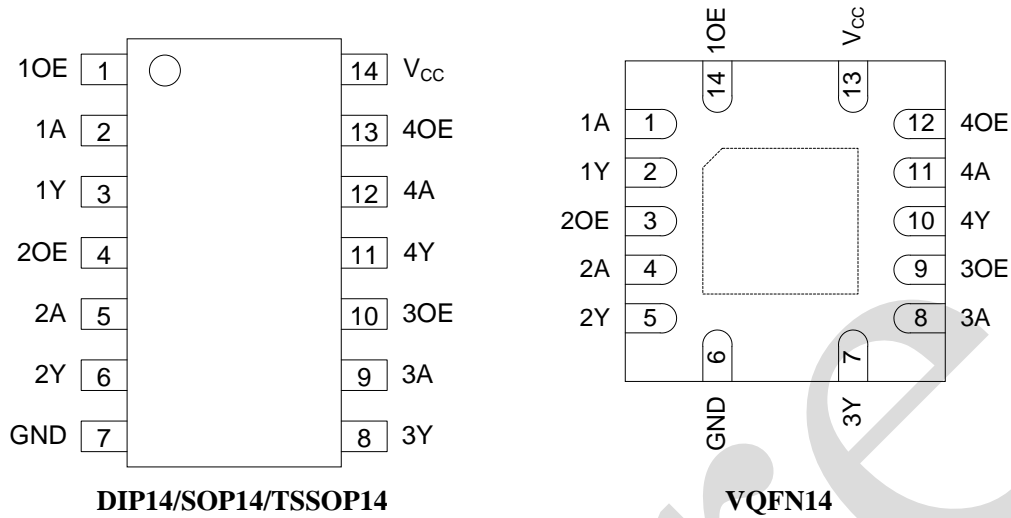 1OE 1 14 VCC
1A 2 13 4OE
1Y 3 12 4A
2OE 4 11 4Y
2A 5 10 3OE
2Y 6 9 3A
GND 7 8 3Y
DIP14/SOP14/TSSOP14
1OE VCC
14 13
1A 1 12 4OE
1Y 2 11 4A
2OE 3 10 4Y
2A 4 9 3OE
2Y 5 8 3A
6 7
GND 3Y
VQFN14